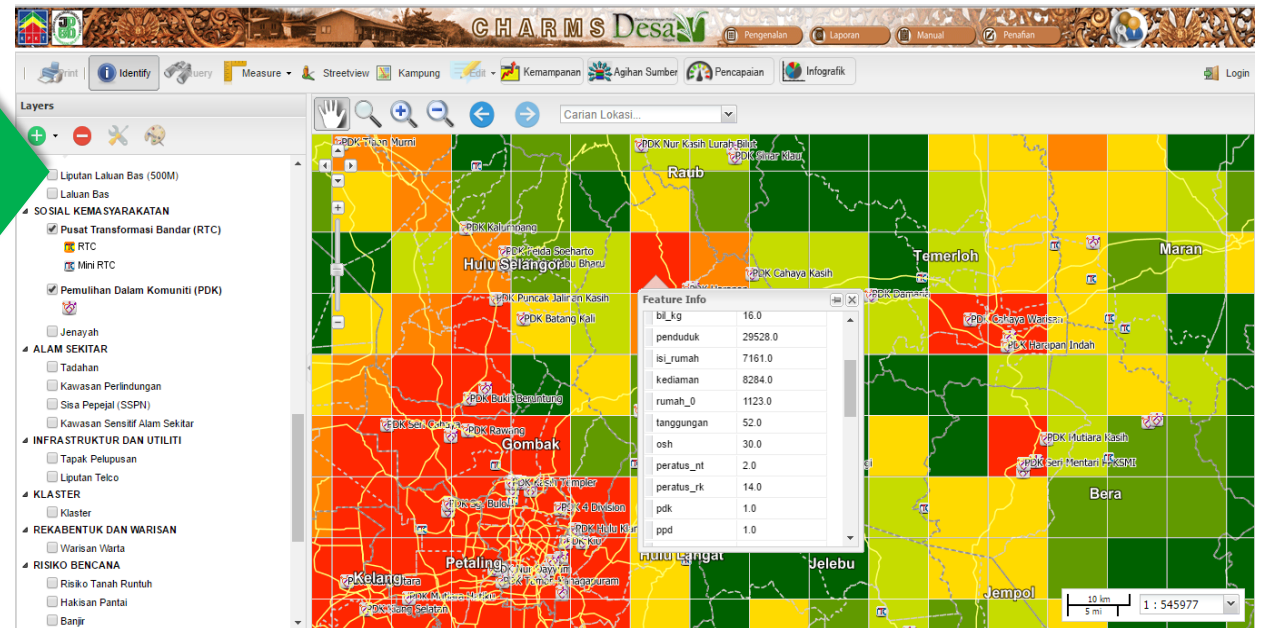 CHARMS Desa
Pengenalan
Laporan
Manual
Penafian
Print
Identify
Query
Measure
Streetview
Kampung
Edit
Kemampanan
Agihan Sumber
Pencapaian
Infografik
Login
Layers
Carian Lokasi...
Liputan Laluan Bas (500M)
Laluan Bas
SOSIAL KEMASYARAKATAN
Pusat Transformasi Bandar (RTC)
RTC
Mini RTC
Pemulihan Dalam Komuniti (PDK)
Jenayah
ALAM SEKITAR
Tadahan
Kawasan Perlindungan
Sisa Pepejal (SSPN)
Kawasan Sensitif Alam Sekitar
INFRASTRUKTUR DAN UTILITI
Tapak Pelupusan
Liputan Telco
KLASTER
Klaster
REKABENTUK DAN WARISAN
Warisan Warta
RISIKO BENCANA
Risiko Tanah Runtuh
Hakisan Pantai
Banjir
PDK Nur Kasih Lurah Bilut
PDK Sinar Klau
Raub
PDK Kalumpang
PDK Felda Soeharto
Hulu Selangor
PDK Cahaya Kasih
Temerloh
Maran
PDK Puncak Jalinan Kasih
PDK Batang Kali
PDK Cahaya Warisan
PDK Harapan Indah
PDK Bukit Beruntung
PDK Rawang
Gombak
PDK 4 Division
PDK Mutiara Kasih
PDK Seri Mentari
Bera
Petaling
Kelang
Hulu Langat
Jelebu
Jempol
Feature Info
bil_kg 16.0
penduduk 29528.0
isi_rumah 7161.0
kediaman 8284.0
rumah_0 1123.0
tanggungan 52.0
osh 30.0
peratus_nt 2.0
peratus_rk 14.0
pdk 1.0
ppd 1.0
10 km
5 mi
1 : 545977